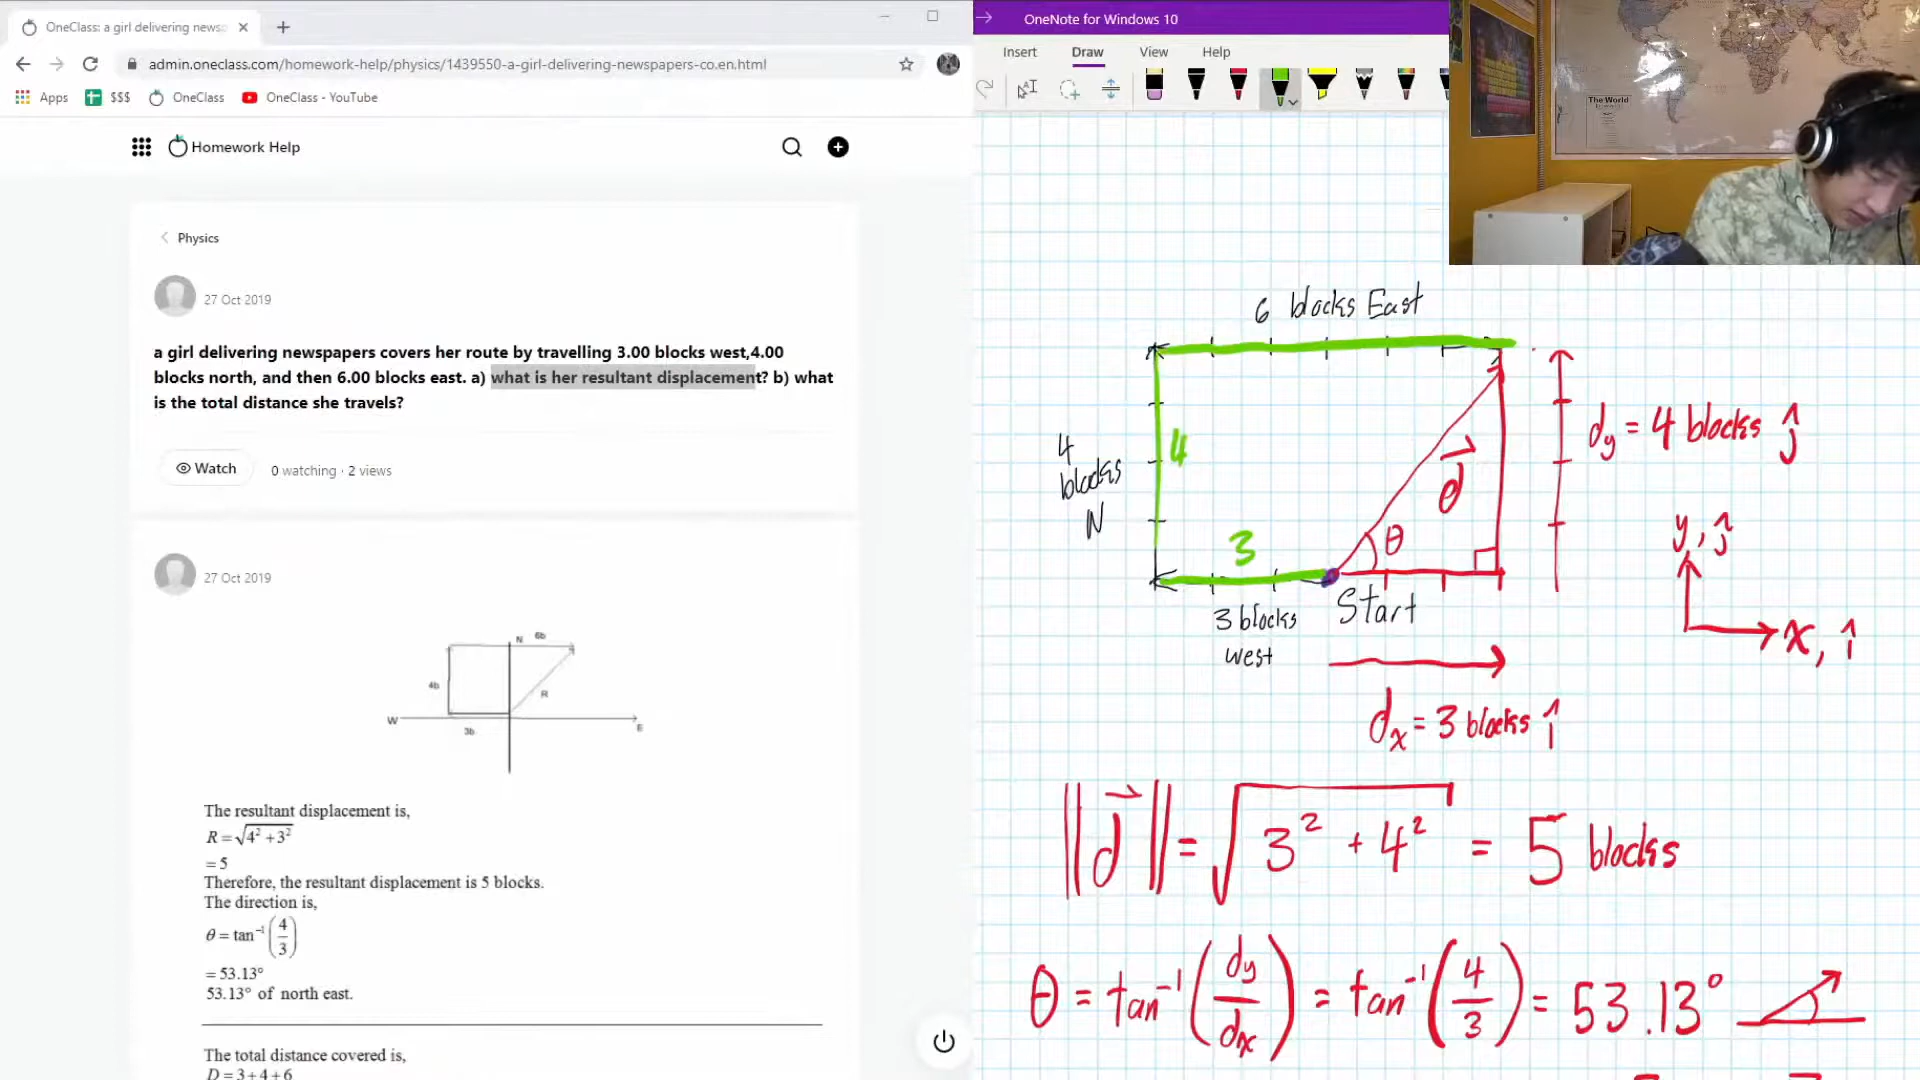 OneClass: a girl delivering newsp
admin.oneclass.com/homework-help/physics/1439550-a-girl-delivering-newspapers-co.en.html
Apps
$$$
OneClass
OneClass - YouTube
Homework Help
Physics
27 Oct 2019
a girl delivering newspapers covers her route by travelling 3.00 blocks west,4.00
blocks north, and then 6.00 blocks east. a) what is her resultant displacement? b) what
is the total distance she travels?
Watch
0 watching · 2 views
27 Oct 2019
N
6b
4b
R
W
3b
E
The resultant displacement is,
R = √4² + 3²
= 5
Therefore, the resultant displacement is 5 blocks.
The direction is,
θ = tan⁻¹ (4/3)
= 53.13°
53.13° of north east.
The total distance covered is,
D = 3 + 4 + 6
OneNote for Windows 10
Insert
Draw
View
Help
The World
6 blocks East
4
blocks
N
4
3
θ
d⃗
3 blocks
west
Start
dy = 4 blocks ĵ
y, ĵ
x, î
dx = 3 blocks î
||d⃗|| = √3² + 4² = 5 blocks
θ = tan⁻¹ (dy/dx) = tan⁻¹ (4/3) = 53.13°